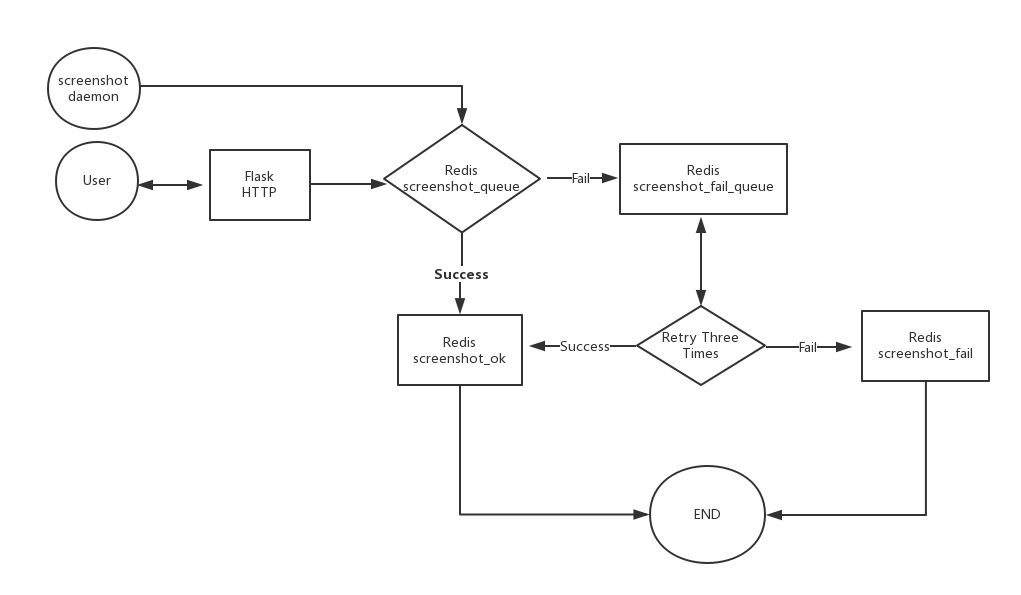 screenshot
daemon
User
Flask
HTTP
Redis
screenshot_queue
Fail
Redis
screenshot_fail_queue
Success
Redis
screenshot_ok
Success
Retry Three
Times
Fail
Redis
screenshot_fail
END